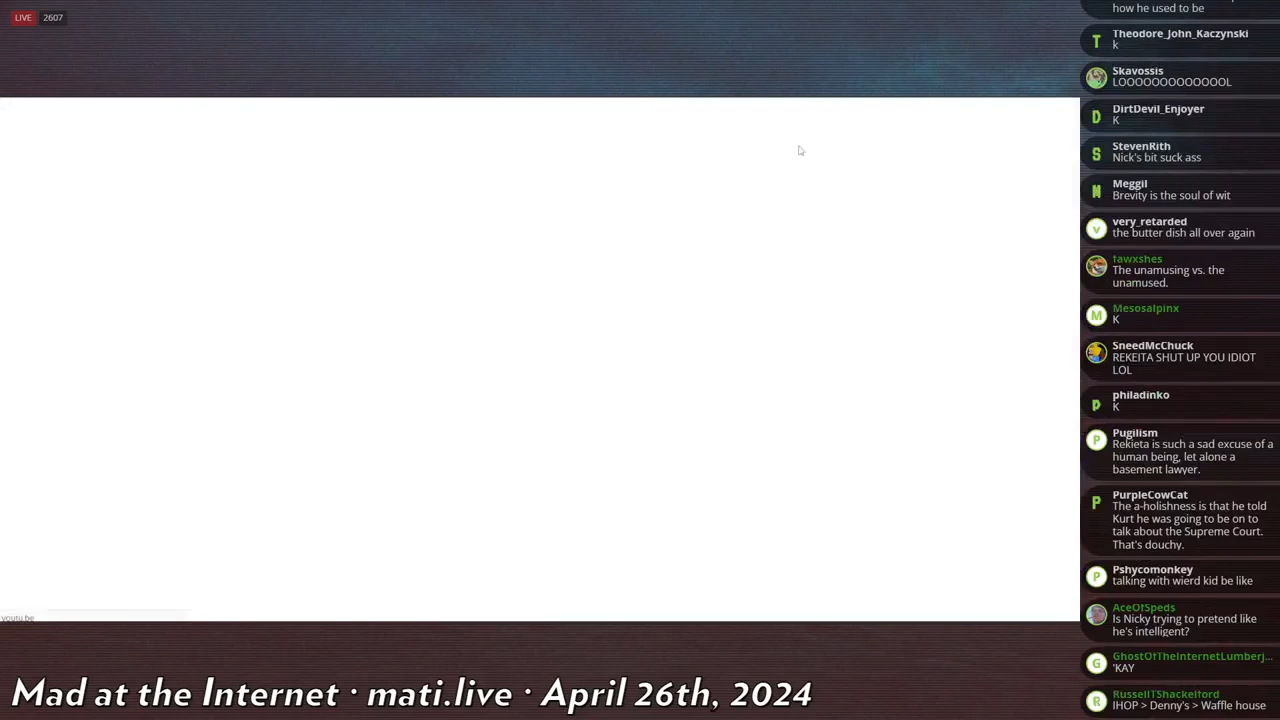 LIVE 2607
how he used to be
Theodore_John_Kaczynski
k
Skavossis
LOOOOOOOOOOOOOL
DirtDevil_Enjoyer
K
StevenRith
Nick's bit suck ass
Meggil
Brevity is the soul of wit
very_retarded
the butter dish all over again
fawxshes
The unamusing vs. the
unamused.
Mesosalpinx
K
SneedMcChuck
REKEITA SHUT UP YOU IDIOT
LOL
philadinko
K
Pugilism
Rekieta is such a sad excuse of a
human being, let alone a
basement lawyer.
PurpleCowCat
The a-holishness is that he told
Kurt he was going to be on to
talk about the Supreme Court.
That's douchy.
Pshycomonkey
talking with wierd kid be like
AceOfSpeds
Is Nicky trying to pretend like
he's intelligent?
GhostOfTheInternetLumberj...
'KAY
RussellTShackelford
IHOP > Denny's > Waffle house
youtu.be
Mad at the Internet · mati.live · April 26th, 2024